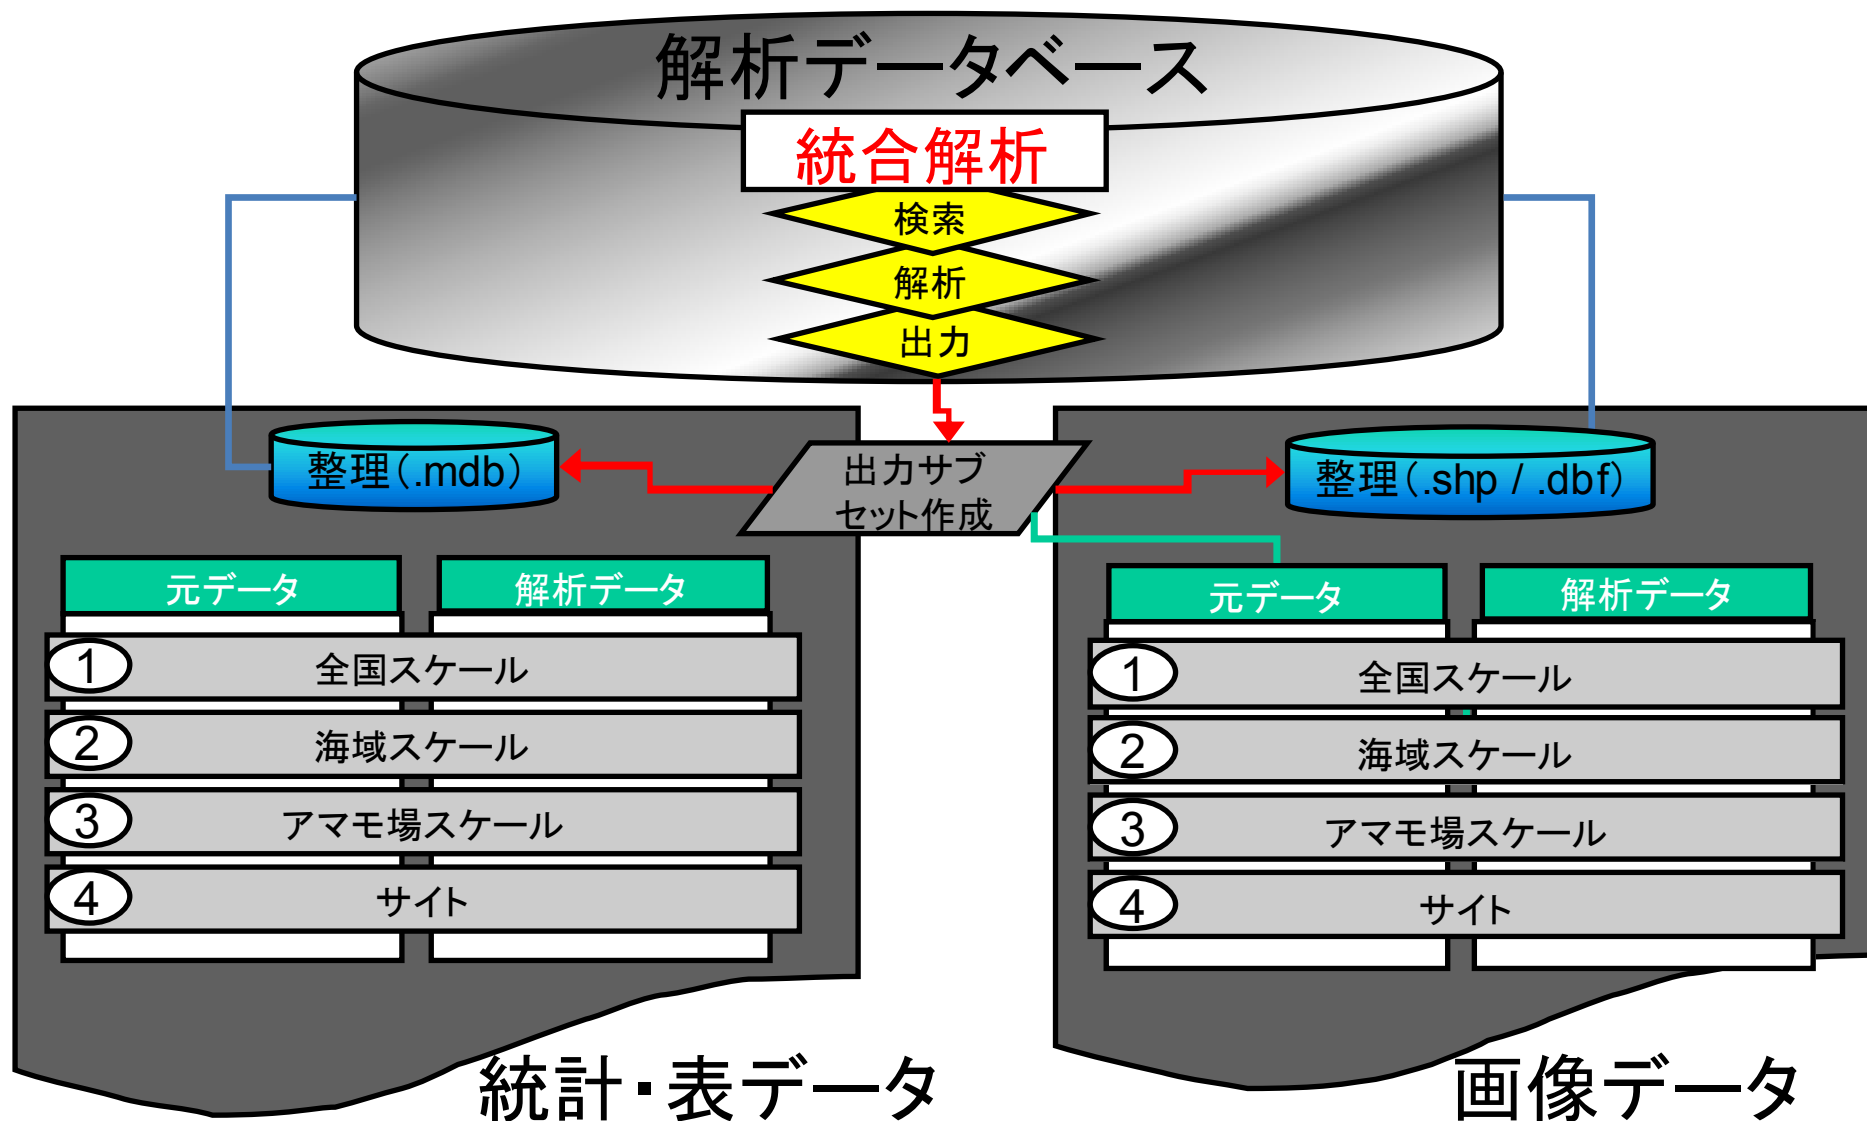 解析データベース
統合解析
検索
解析
出力
出力サブ
セット作成
整理(.mdb)
元データ
解析データ
1 全国スケール
2 海域スケール
3 アマモ場スケール
4 サイト
統計・表データ
整理(.shp / .dbf)
元データ
解析データ
1 全国スケール
2 海域スケール
3 アマモ場スケール
4 サイト
画像データ